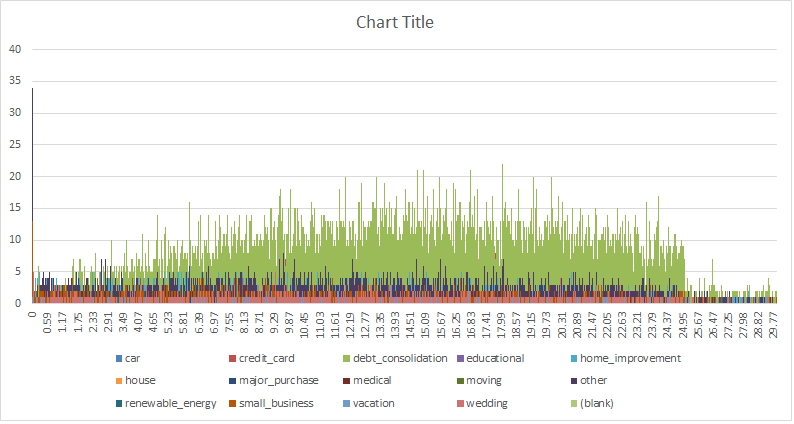 Chart Title
40
35
30
25
20
15
10
5
0
0 0.59 1.17 1.75 2.33 2.91 3.49 4.07 4.65 5.23 5.81 6.39 6.97 7.55 8.13 8.71 9.29 9.87 10.45 11.03 11.61 12.19 12.77 13.35 13.93 14.51 15.09 15.67 16.25 16.83 17.41 17.99 18.57 19.15 19.73 20.31 20.89 21.47 22.05 22.63 23.21 23.79 24.37 24.95 25.67 26.47 27.25 27.98 28.82 29.77
car credit_card debt_consolidation educational home_improvement
house major_purchase medical moving other
renewable_energy small_business vacation wedding (blank)